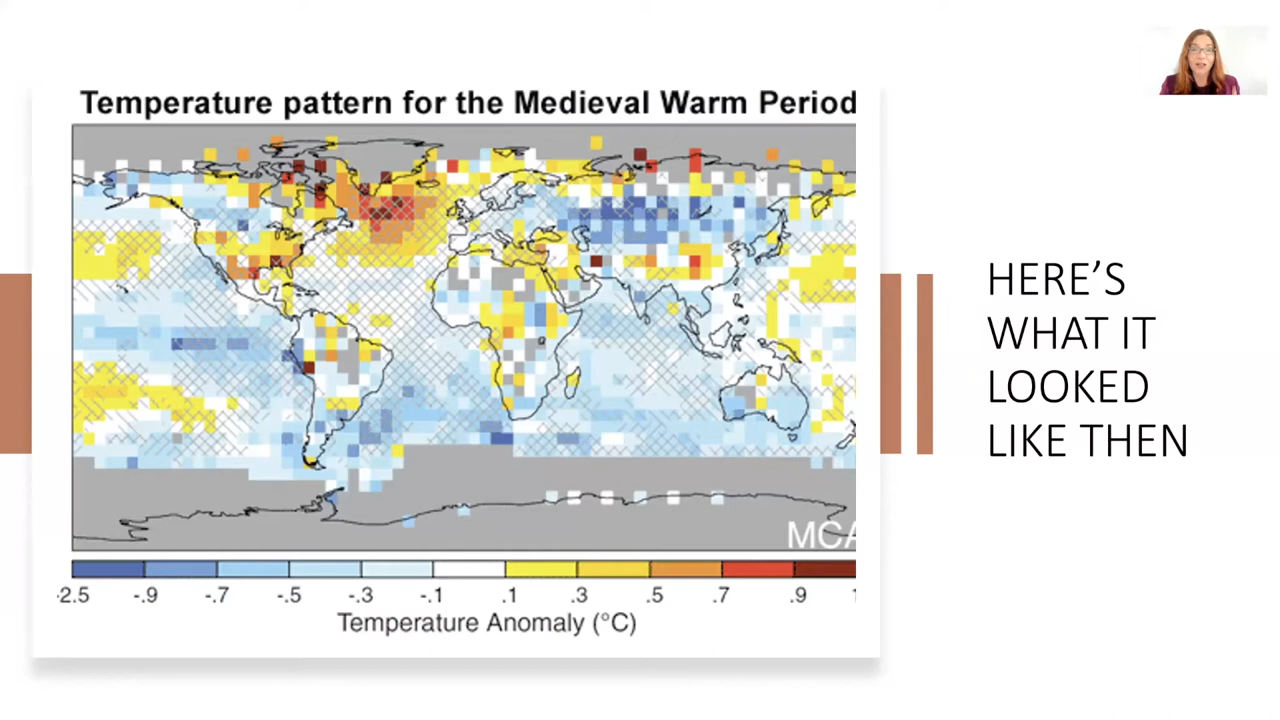 Temperature pattern for the Medieval Warm Period
MCA
-2.5 -.9 -.7 -.5 -.3 -.1 .1 .3 .5 .7 .9 1
Temperature Anomaly (°C)
HERE’S
WHAT IT
LOOKED
LIKE THEN